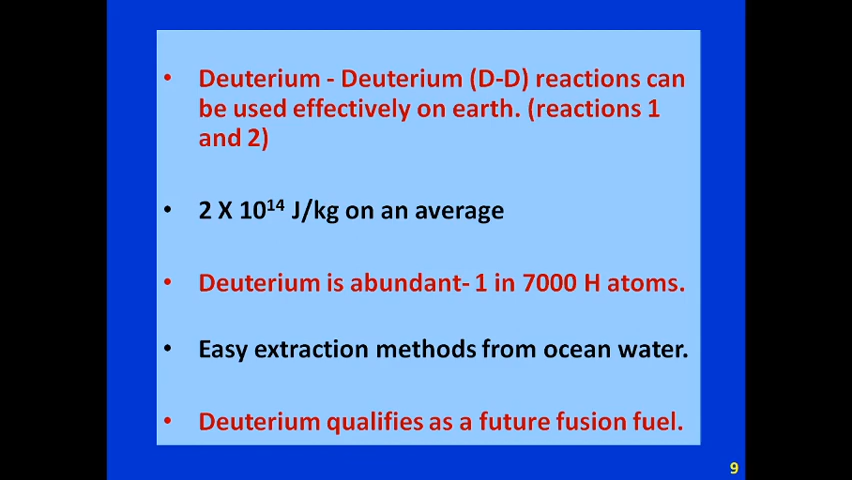 • Deuterium - Deuterium (D-D) reactions can
be used effectively on earth. (reactions 1
and 2)
• 2 X 10¹⁴ J/kg on an average
• Deuterium is abundant- 1 in 7000 H atoms.
• Easy extraction methods from ocean water.
• Deuterium qualifies as a future fusion fuel.
9